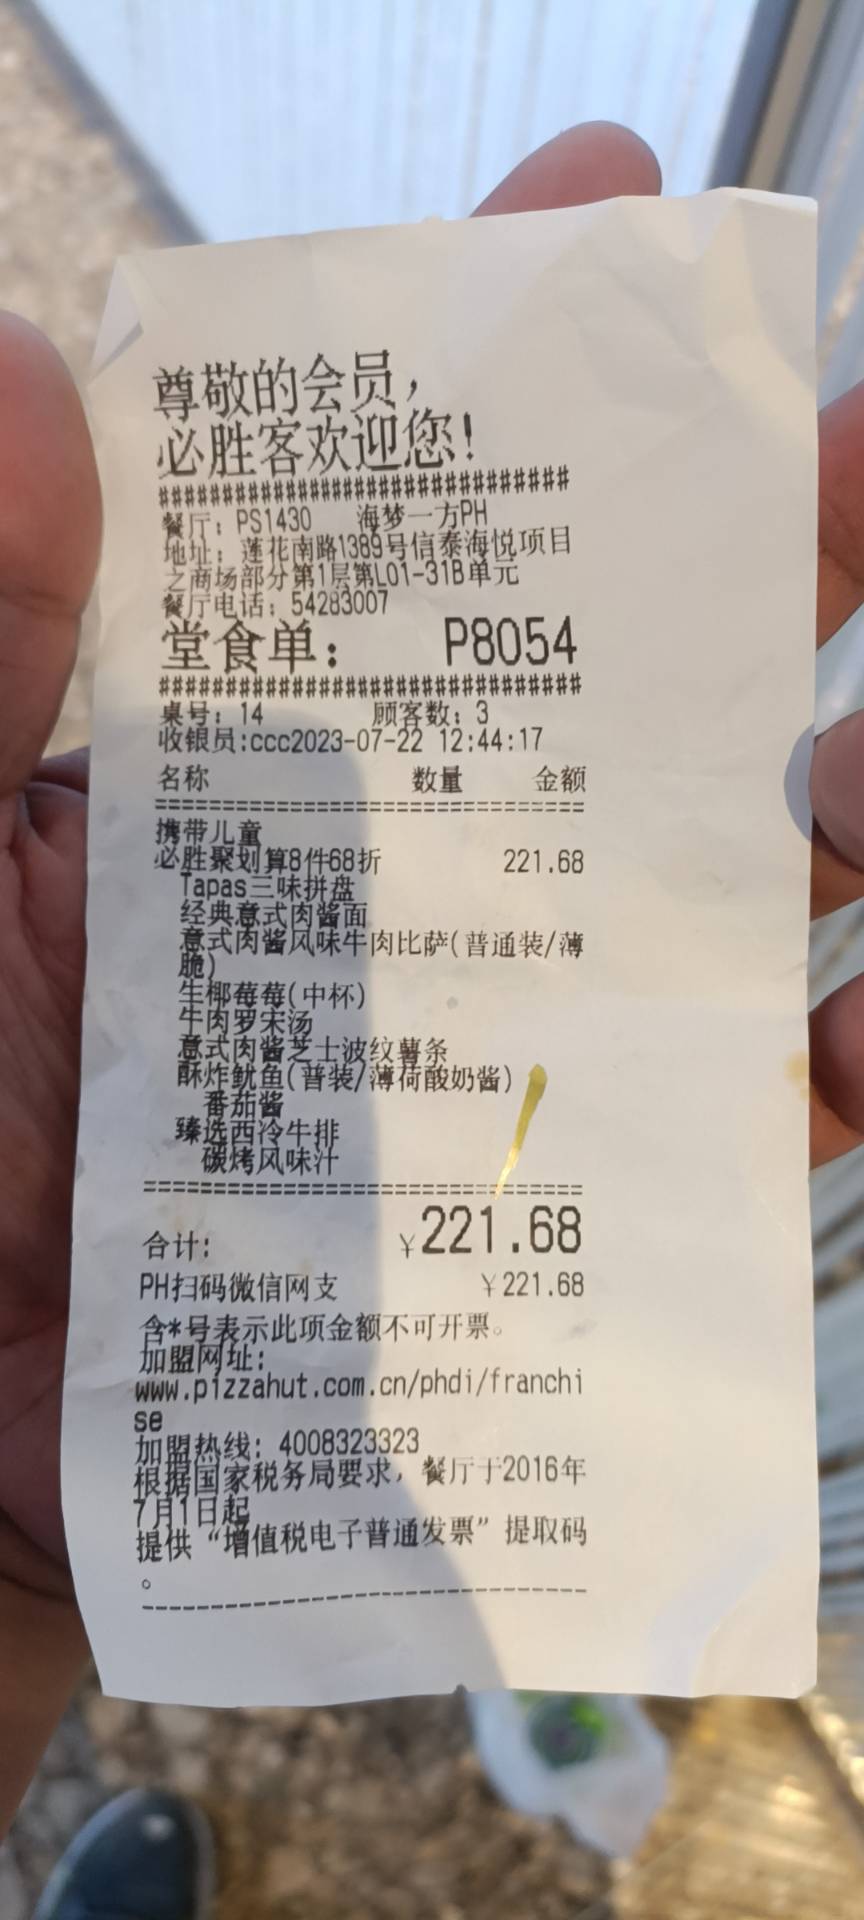 尊敬的会员，
必胜客欢迎您！
################################
餐厅：PS1430 海梦一方PH
地址：莲花南路1389号信泰海悦项目
之商场部分第1层第L01-31B单元
餐厅电话：54283007
堂食单： P8054
################################
桌号：14 顾客数：3
收银员:ccc2023-07-22 12:44:17
名称 数量 金额
================================
携带儿童
必胜聚划算8件68折 221.68
Tapas三味拼盘
经典意式肉酱面
意式肉酱风味牛肉比萨(普通装/薄
脆)
生椰莓莓(中杯)
牛肉罗宋汤
意式肉酱芝士波纹薯条
酥炸鱿鱼(普装/薄荷酸奶酱)
番茄酱
臻选西冷牛排
碳烤风味汁
================================
合计: ￥221.68
PH扫码微信网支 ￥221.68
含*号表示此项金额不可开票。
加盟网址:
www.pizzahut.com.cn/phdi/franchi
se
加盟热线: 4008323323
根据国家税务局要求，餐厅于2016年
7月1日起
提供“增值税电子普通发票”提取码
。
--------------------------------